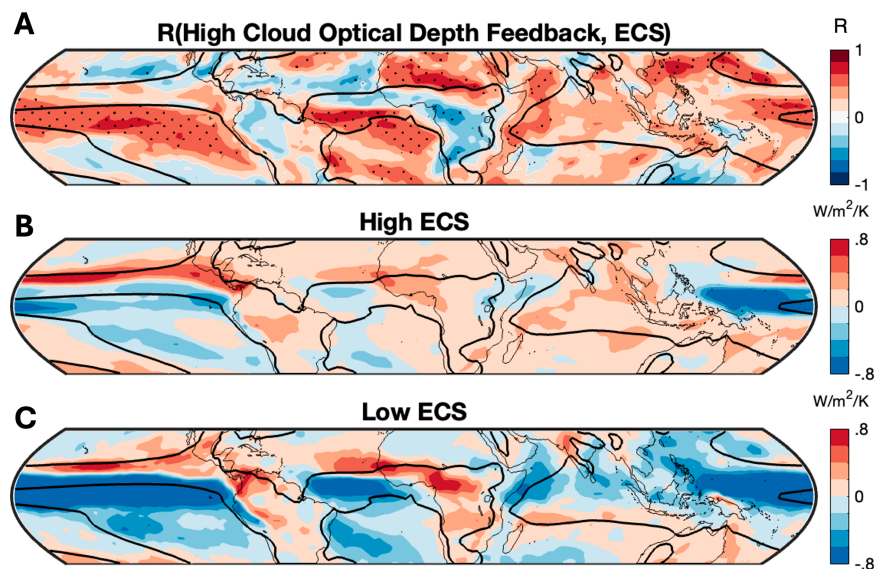 A
R(High Cloud Optical Depth Feedback, ECS)
R
1
0
-1
B
High ECS
W/m²/K
.8
0
-.8
C
Low ECS
W/m²/K
.8
0
-.8